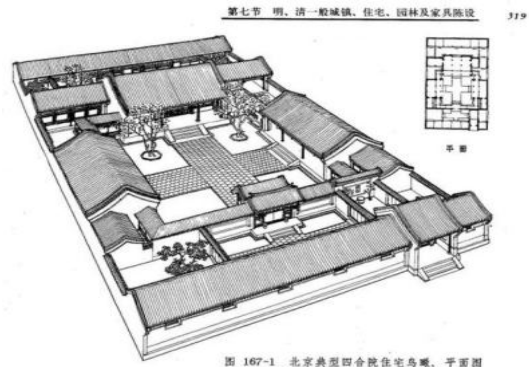 第七节 明、清一般城镇、住宅、园林及家具陈设 319
平面
图 167-1 北京典型四合院住宅鸟瞰、平面图